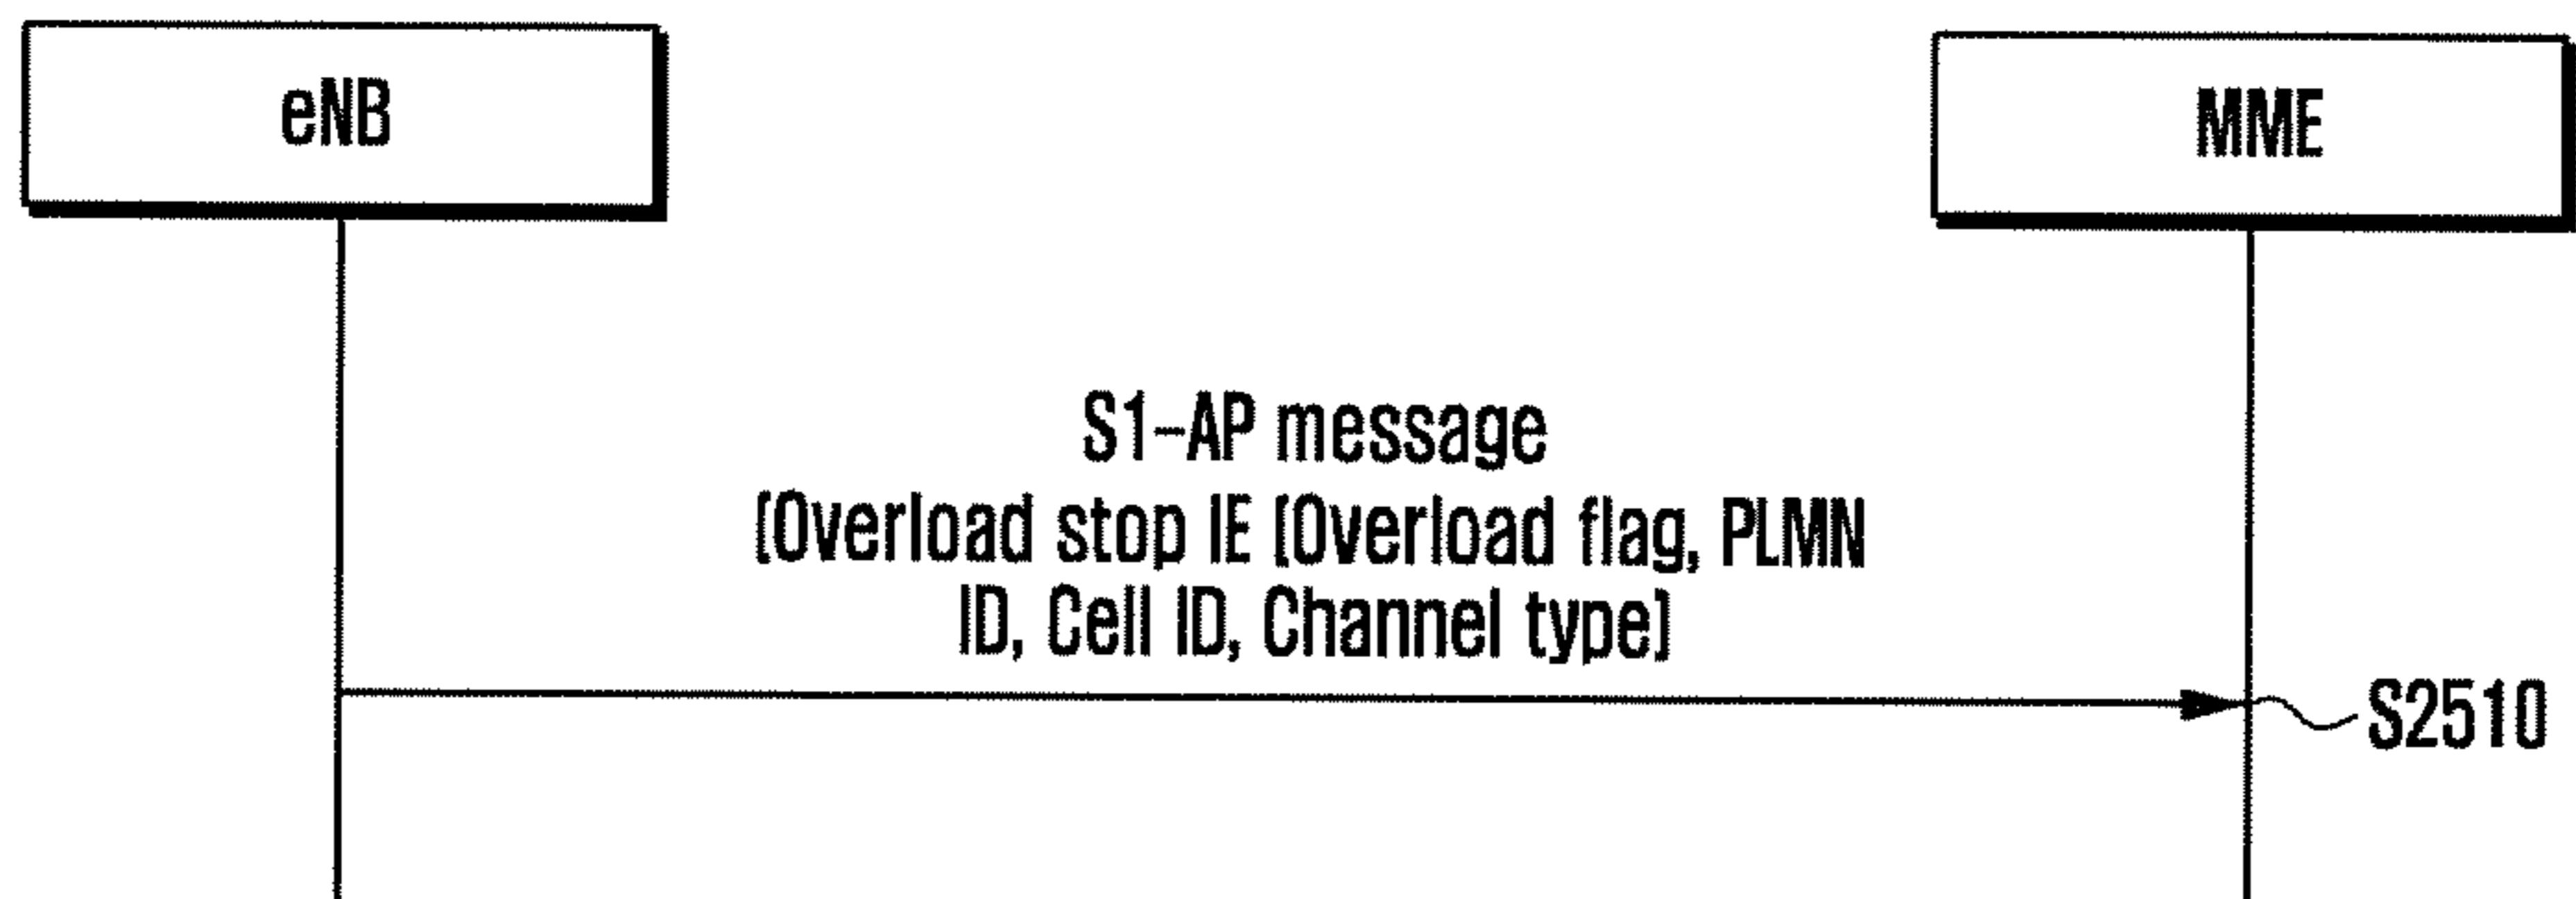 eNB
MME
S1-AP message
[Overload stop IE [Overload flag, PLMN
ID, Cell ID, Channel type]
S2510